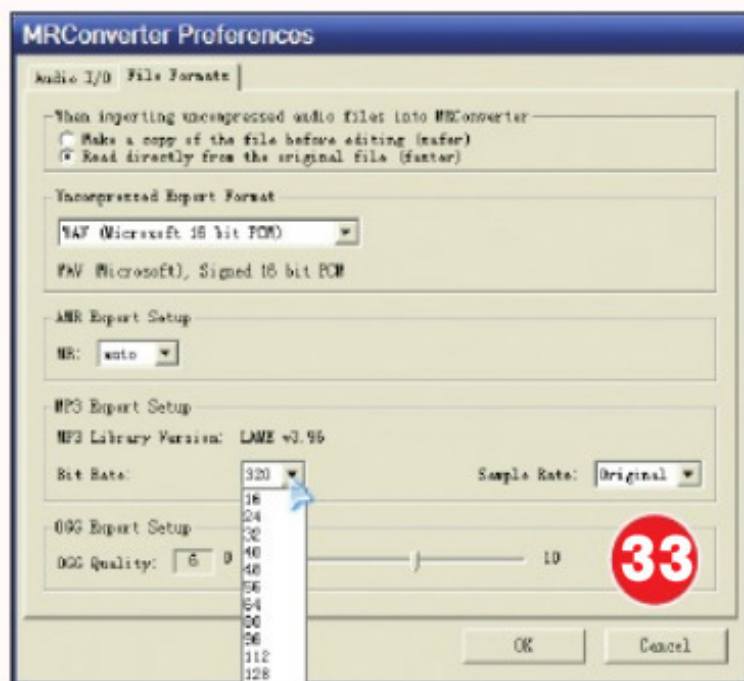 MRConverter Preferences
Audio I/O File Formats
When importing uncompressed audio files into MRConverter
Make a copy of the file before editing (safer)
Read directly from the original file (faster)
Uncompressed Export Format
WAV (Microsoft 16 bit PCM)
WAV (Microsoft), Signed 16 bit PCM
AMR Export Setup
MR: auto
MP3 Export Setup
MP3 Library Version: LAME v3.96
Bit Rate: 320 Sample Rate: Original
16
24
32
40
48
56
64
80
96
112
128
OGG Export Setup
OGG Quality: 6 0 10
33
OK Cancel